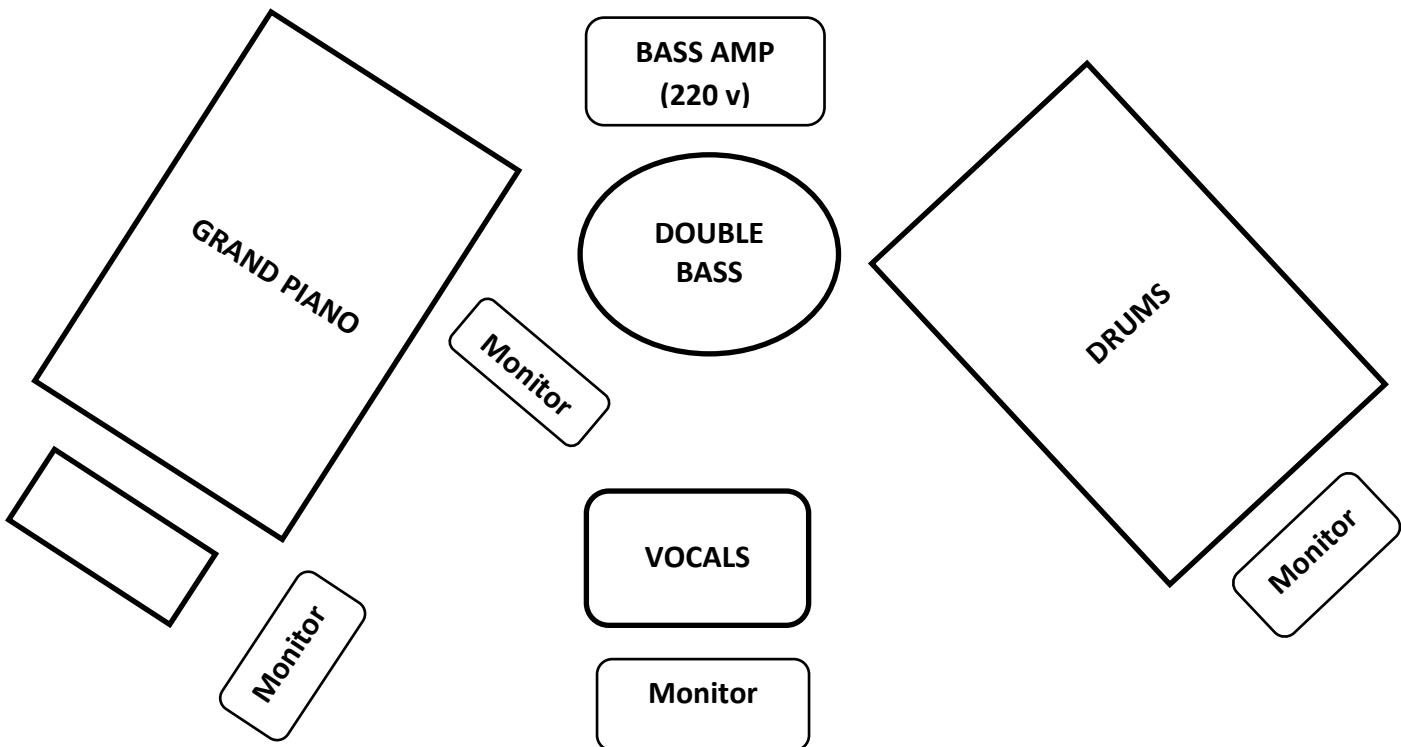 BASS AMP
(220 v)
DOUBLE
BASS
GRAND PIANO
DRUMS
Monitor
VOCALS
Monitor
Monitor
Monitor